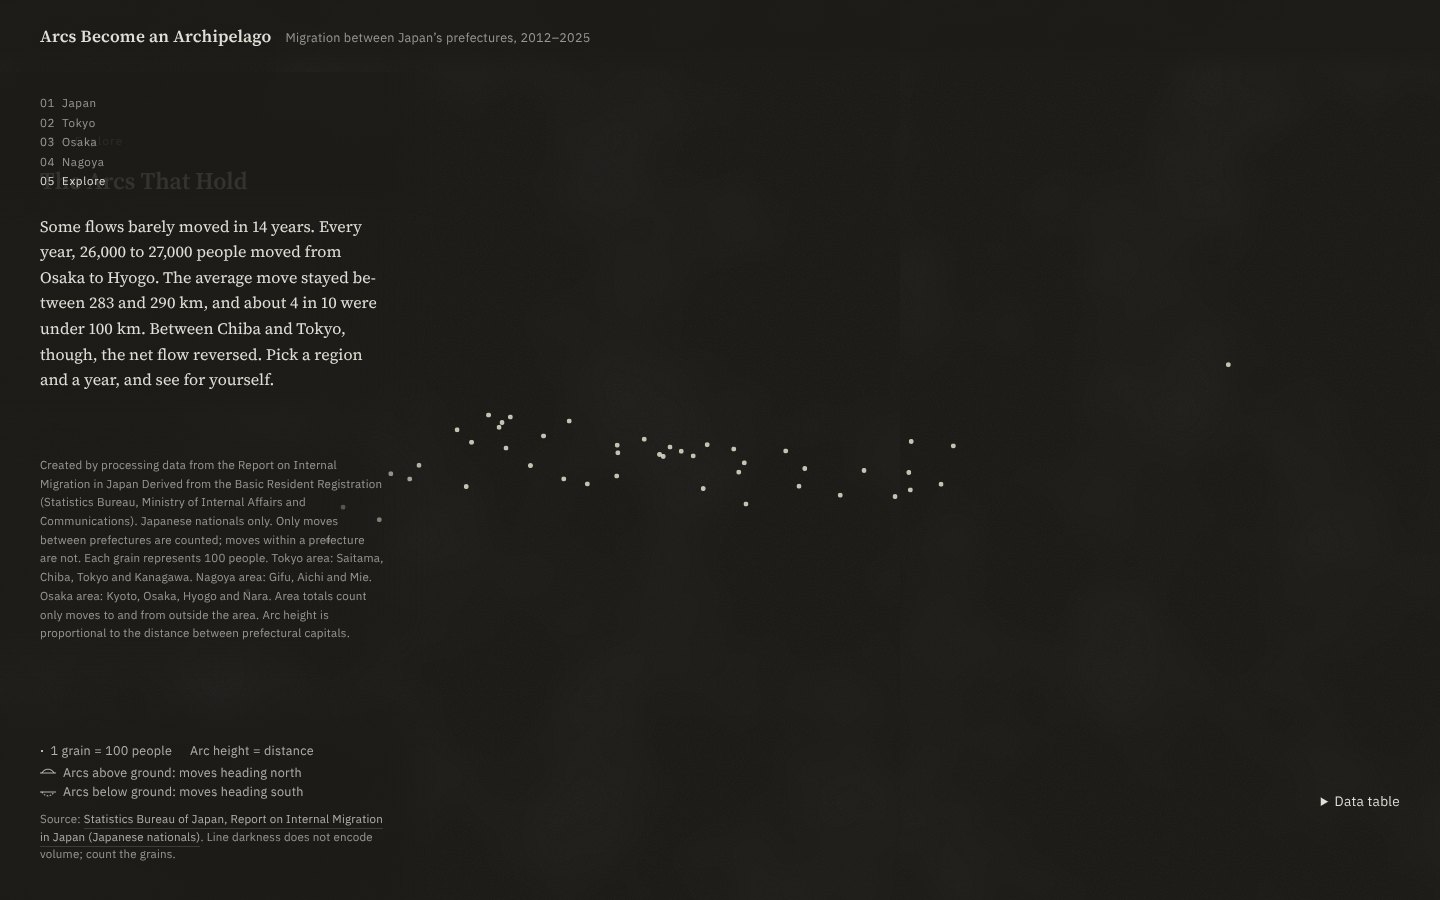 Arcs Become an Archipelago Migration between Japan’s prefectures, 2012–2025
01 Japan
02 Tokyo
03 Osaka
04 Nagoya
05 Explore
The Arcs That Hold
Some flows barely moved in 14 years. Every
year, 26,000 to 27,000 people moved from
Osaka to Hyogo. The average move stayed be-
tween 283 and 290 km, and about 4 in 10 were
under 100 km. Between Chiba and Tokyo,
though, the net flow reversed. Pick a region
and a year, and see for yourself.
Created by processing data from the Report on Internal
Migration in Japan Derived from the Basic Resident Registration
(Statistics Bureau, Ministry of Internal Affairs and
Communications). Japanese nationals only. Only moves
between prefectures are counted; moves within a prefecture
are not. Each grain represents 100 people. Tokyo area: Saitama,
Chiba, Tokyo and Kanagawa. Nagoya area: Gifu, Aichi and Mie.
Osaka area: Kyoto, Osaka, Hyogo and Nara. Area totals count
only moves to and from outside the area. Arc height is
proportional to the distance between prefectural capitals.
1 grain = 100 people Arc height = distance
Arcs above ground: moves heading north
Arcs below ground: moves heading south
Source: Statistics Bureau of Japan, Report on Internal Migration
in Japan (Japanese nationals). Line darkness does not encode
volume; count the grains.
Data table